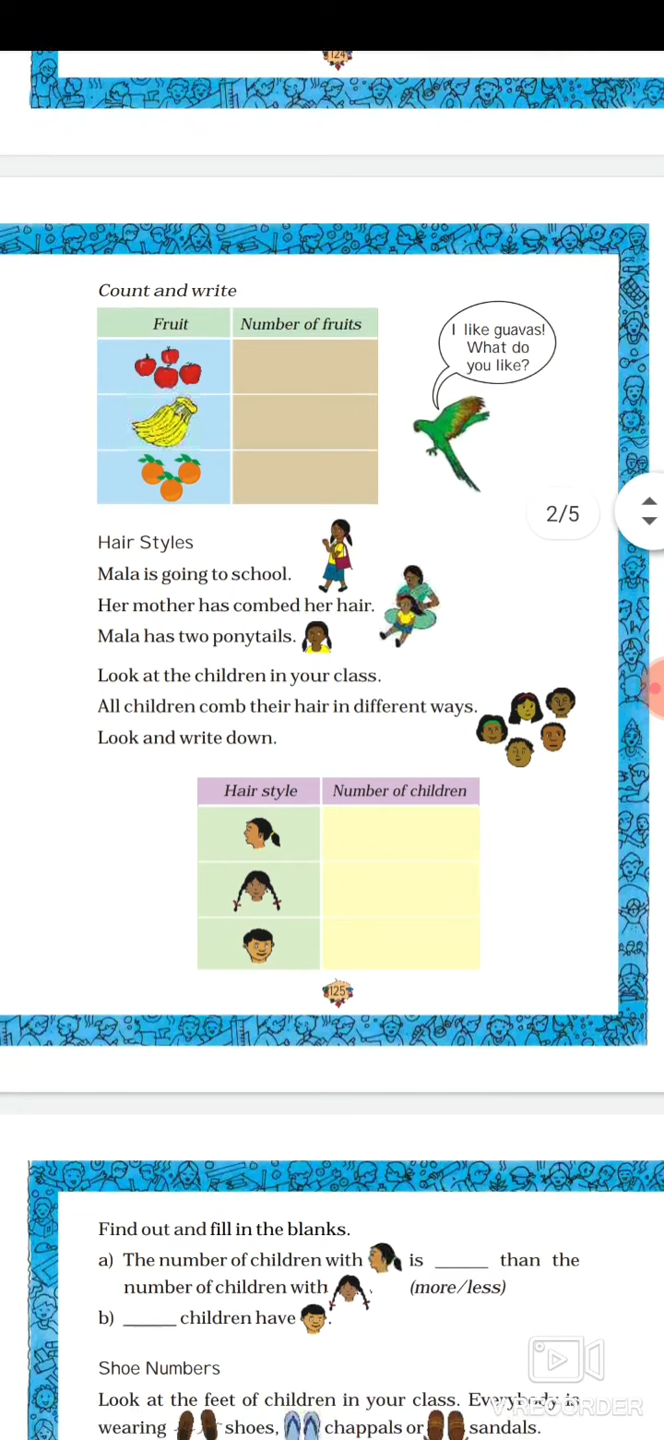 124
Count and write
Fruit Number of fruits
I like guavas!
What do
you like?
2/5
Hair Styles
Mala is going to school.
Her mother has combed her hair.
Mala has two ponytails.
Look at the children in your class.
All children comb their hair in different ways.
Look and write down.
Hair style Number of children
125
Find out and fill in the blanks.
a) The number of children with is ______ than the
number of children with . (more/less)
b) ______ children have .
Shoe Numbers
Look at the feet of children in your class. Everybody is
wearing shoes, chappals or sandals.
V RECORDER